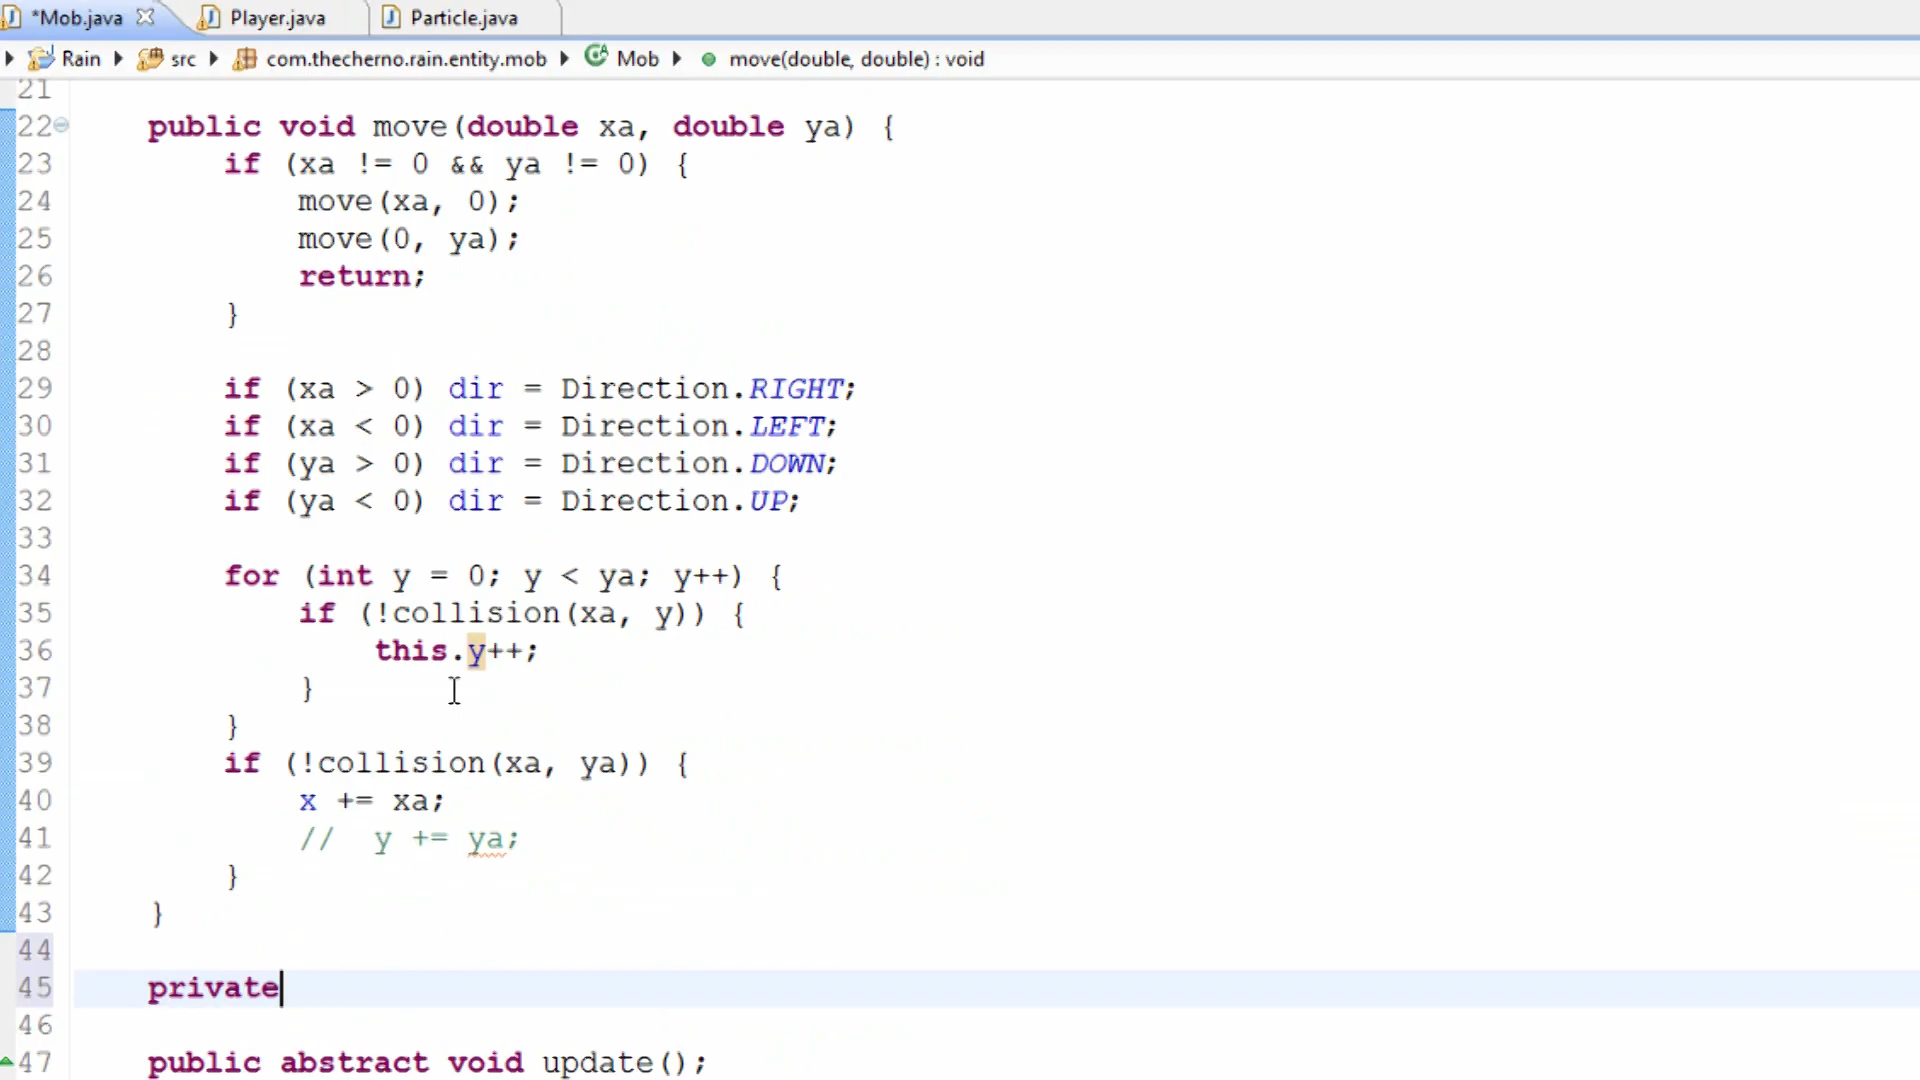 *Mob.java Player.java Particle.java
Rain src com.thecherno.rain.entity.mob Mob move(double, double) : void
21
22 public void move(double xa, double ya) {
23 if (xa != 0 && ya != 0) {
24 move(xa, 0);
25 move(0, ya);
26 return;
27 }
28
29 if (xa > 0) dir = Direction.RIGHT;
30 if (xa < 0) dir = Direction.LEFT;
31 if (ya > 0) dir = Direction.DOWN;
32 if (ya < 0) dir = Direction.UP;
33
34 for (int y = 0; y < ya; y++) {
35 if (!collision(xa, y)) {
36 this.y++;
37 }
38 }
39 if (!collision(xa, ya)) {
40 x += xa;
41 // y += ya;
42 }
43 }
44
45 private
46
47 public abstract void update();